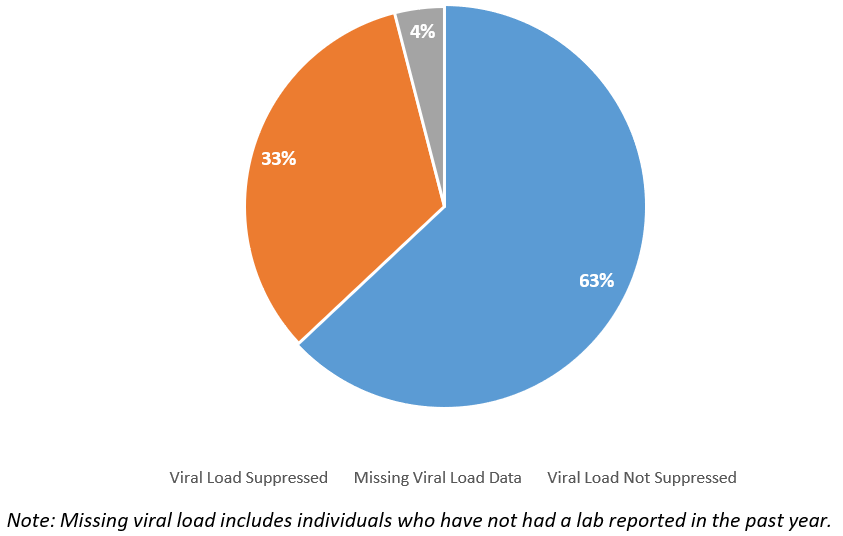 4%
33%
63%
Viral Load Suppressed Missing Viral Load Data Viral Load Not Suppressed
Note: Missing viral load includes individuals who have not had a lab reported in the past year.